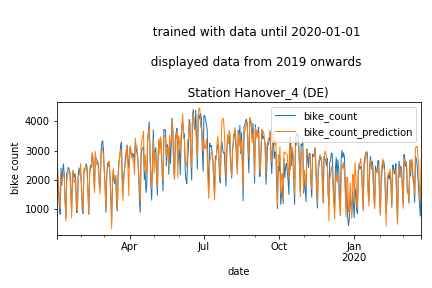 trained with data until 2020-01-01
displayed data from 2019 onwards
Station Hanover_4 (DE)
bike_count
bike_count_prediction
bike count
4000
3000
2000
1000
Apr
Jul
Oct
Jan
2020
date